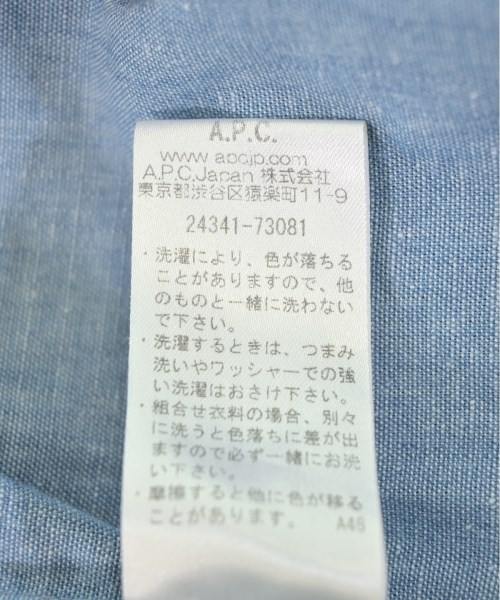 A.P.C.
www.apcjp.com
A.P.C.Japan 株式会社
東京都渋谷区猿楽町11-9
24341-73081
・洗濯により、色が落ちる
ことがありますので、他
のものと一緒に洗わない
で下さい。
・洗濯するときは、つまみ
洗いやワッシャーでの強
い洗濯はおさけ下さい。
・組合せ衣料の場合、別々
に洗うと色落ちに差が出
ますので必ず一緒にお洗
い下さい。
・摩擦すると他に色が移る
ことがあります。 A46